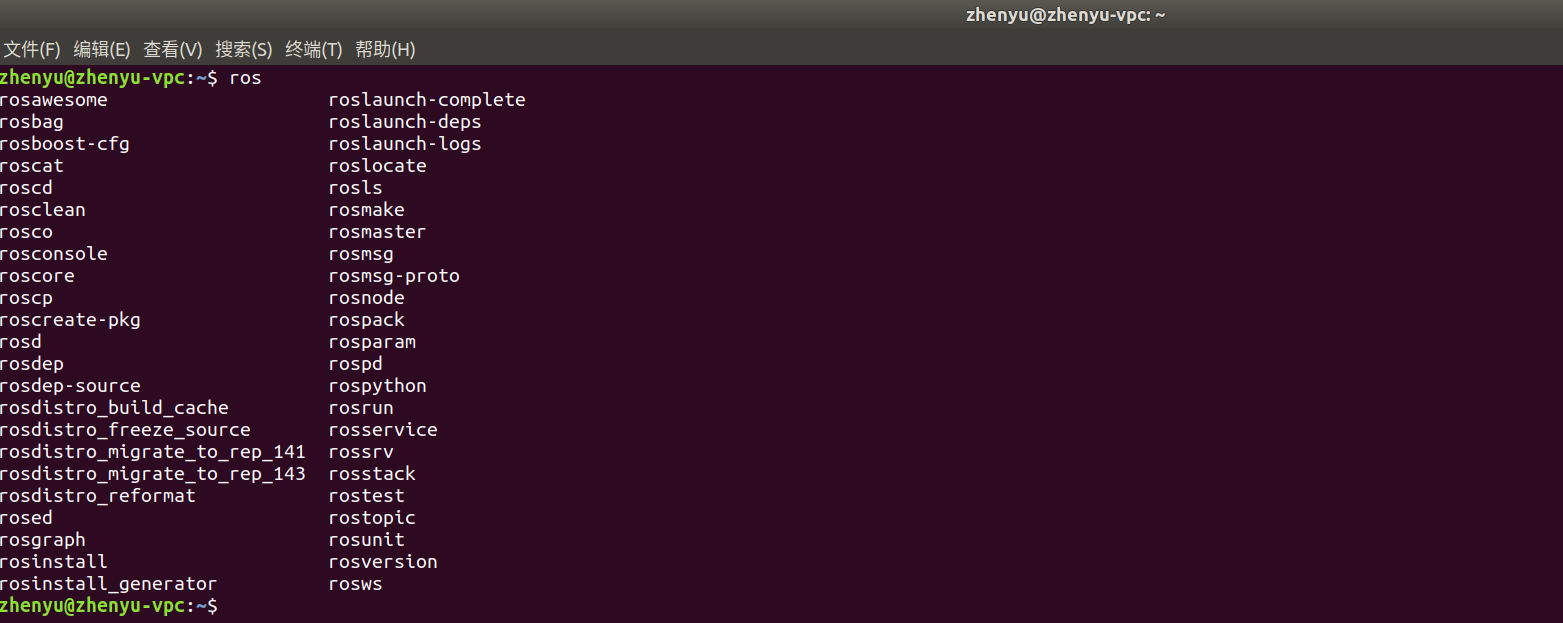 zhenyu@zhenyu-vpc: ~
文件(F) 编辑(E) 查看(V) 搜索(S) 终端(T) 帮助(H)
zhenyu@zhenyu-vpc:~$ ros
rosawesome roslaunch-complete
rosbag roslaunch-deps
rosboost-cfg roslaunch-logs
roscat roslocate
roscd rosls
rosclean rosmake
rosco rosmaster
rosconsole rosmsg
roscore rosmsg-proto
roscp rosnode
roscreate-pkg rospack
rosd rosparam
rosdep rospd
rosdep-source rospython
rosdistro_build_cache rosrun
rosdistro_freeze_source rosservice
rosdistro_migrate_to_rep_141 rossrv
rosdistro_migrate_to_rep_143 rosstack
rosdistro_reformat rostest
rosed rostopic
rosgraph rosunit
rosinstall rosversion
rosinstall_generator rosws
zhenyu@zhenyu-vpc:~$